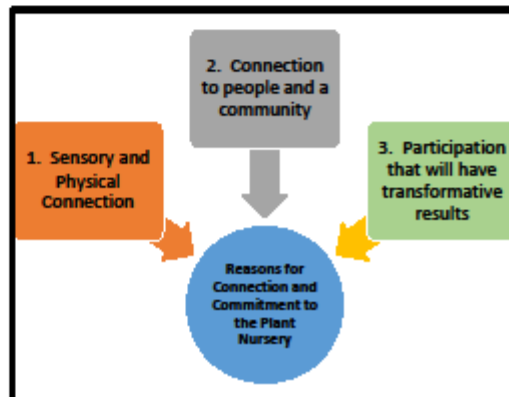 2. Connection
to people and a
community
1. Sensory and
Physical
Connection
3. Participation
that will have
transformative
results
Reasons for
Connection and
Commitment to
the Plant
Nursery